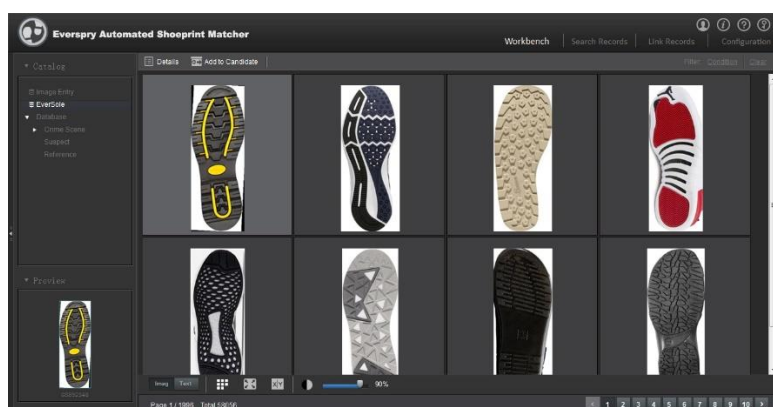 Everspry Automated Shoeprint Matcher
Workbench Search Records Link Records Configuration
Catalog
Details Add to Candidate Filter: Condition Clear
Image Entry
EverSole
Database
Crime Scene
Suspect
Reference
Preview
Imag Text 90%
Page 1 / 1996 Total 58056
1 2 3 4 5 6 7 8 9 10